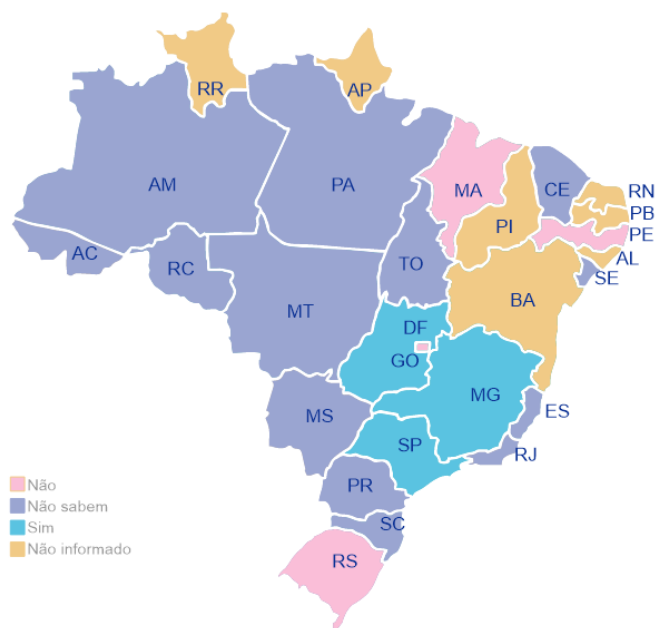 RR
AP
AM
PA
MA
CE
RN
PB
PE
PI
AL
SE
AC
RC
TO
BA
MT
DF
GO
MG
MS
ES
SP
RJ
PR
SC
RS
Não
Não sabem
Sim
Não informado